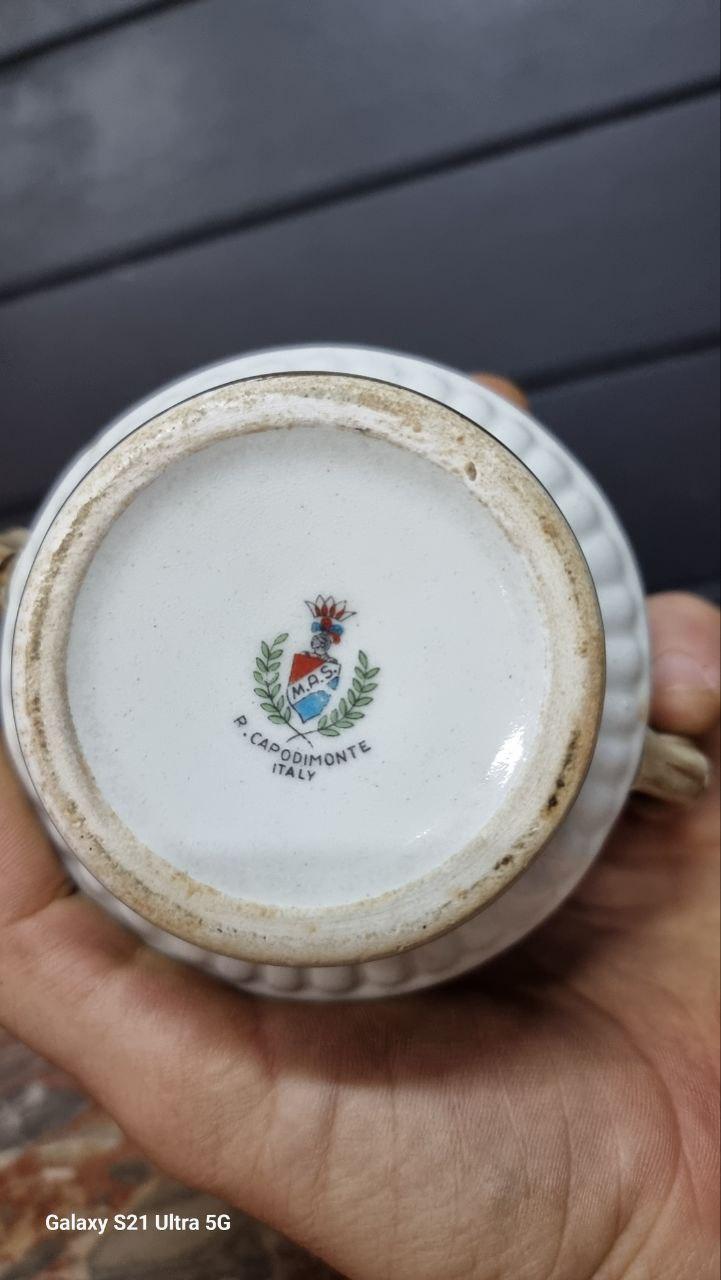 M.A.S.
R. CAPODIMONTE
ITALY
Galaxy S21 Ultra 5G